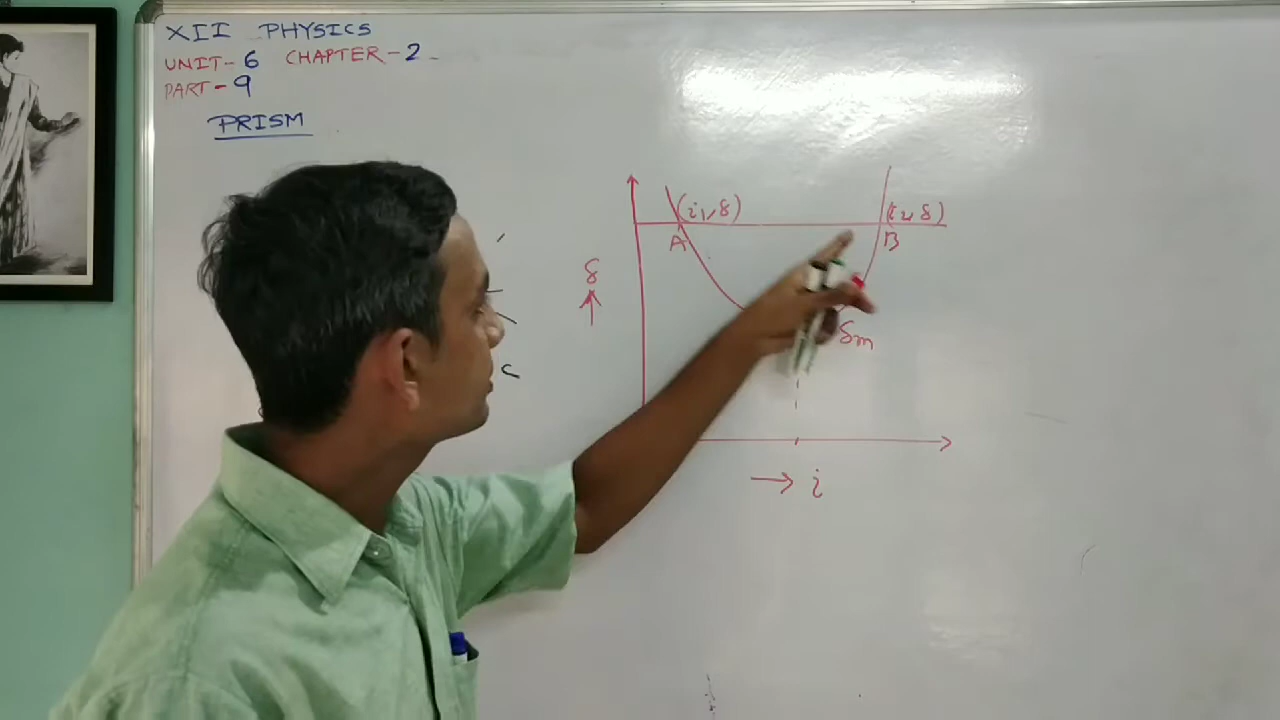 XII PHYSICS
UNIT-6 CHAPTER-2
PART-9
PRISM
(i₁, δ)
(i₂, δ)
A
B
δ
δm
i